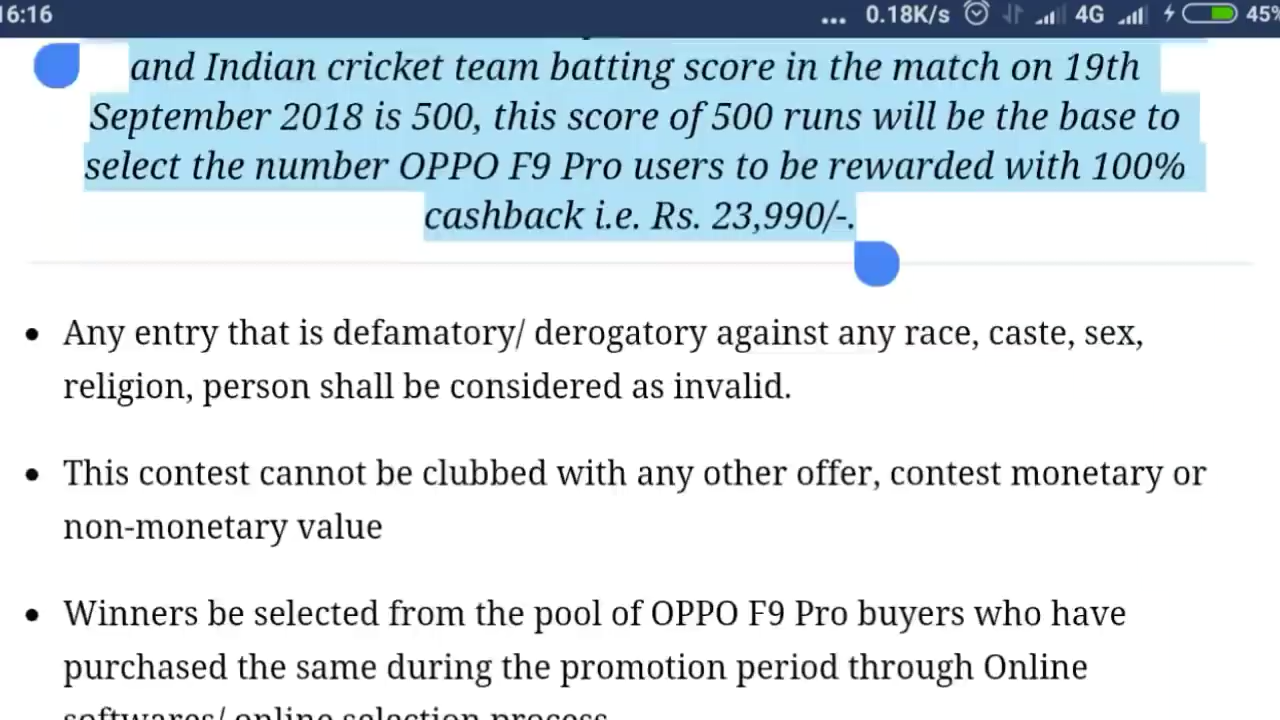 16:16 ... 0.18K/s 4G 45%
and Indian cricket team batting score in the match on 19th
September 2018 is 500, this score of 500 runs will be the base to
select the number OPPO F9 Pro users to be rewarded with 100%
cashback i.e. Rs. 23,990/-.
• Any entry that is defamatory/ derogatory against any race, caste, sex,
religion, person shall be considered as invalid.
• This contest cannot be clubbed with any other offer, contest monetary or
non-monetary value
• Winners be selected from the pool of OPPO F9 Pro buyers who have
purchased the same during the promotion period through Online
softwares/ online selection process